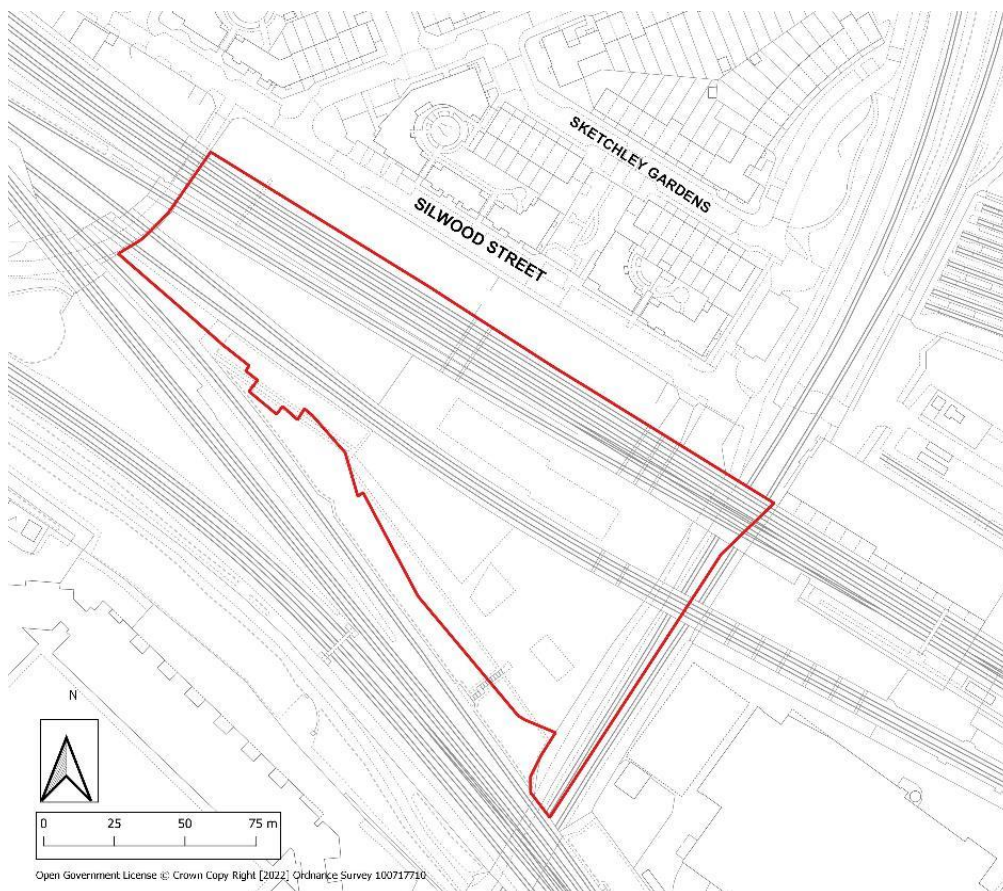 SKETCHLEY GARDENS
SILWOOD STREET
N
0 25 50 75 m
Open Government License © Crown Copy Right [2022] Ordnance Survey 100717710